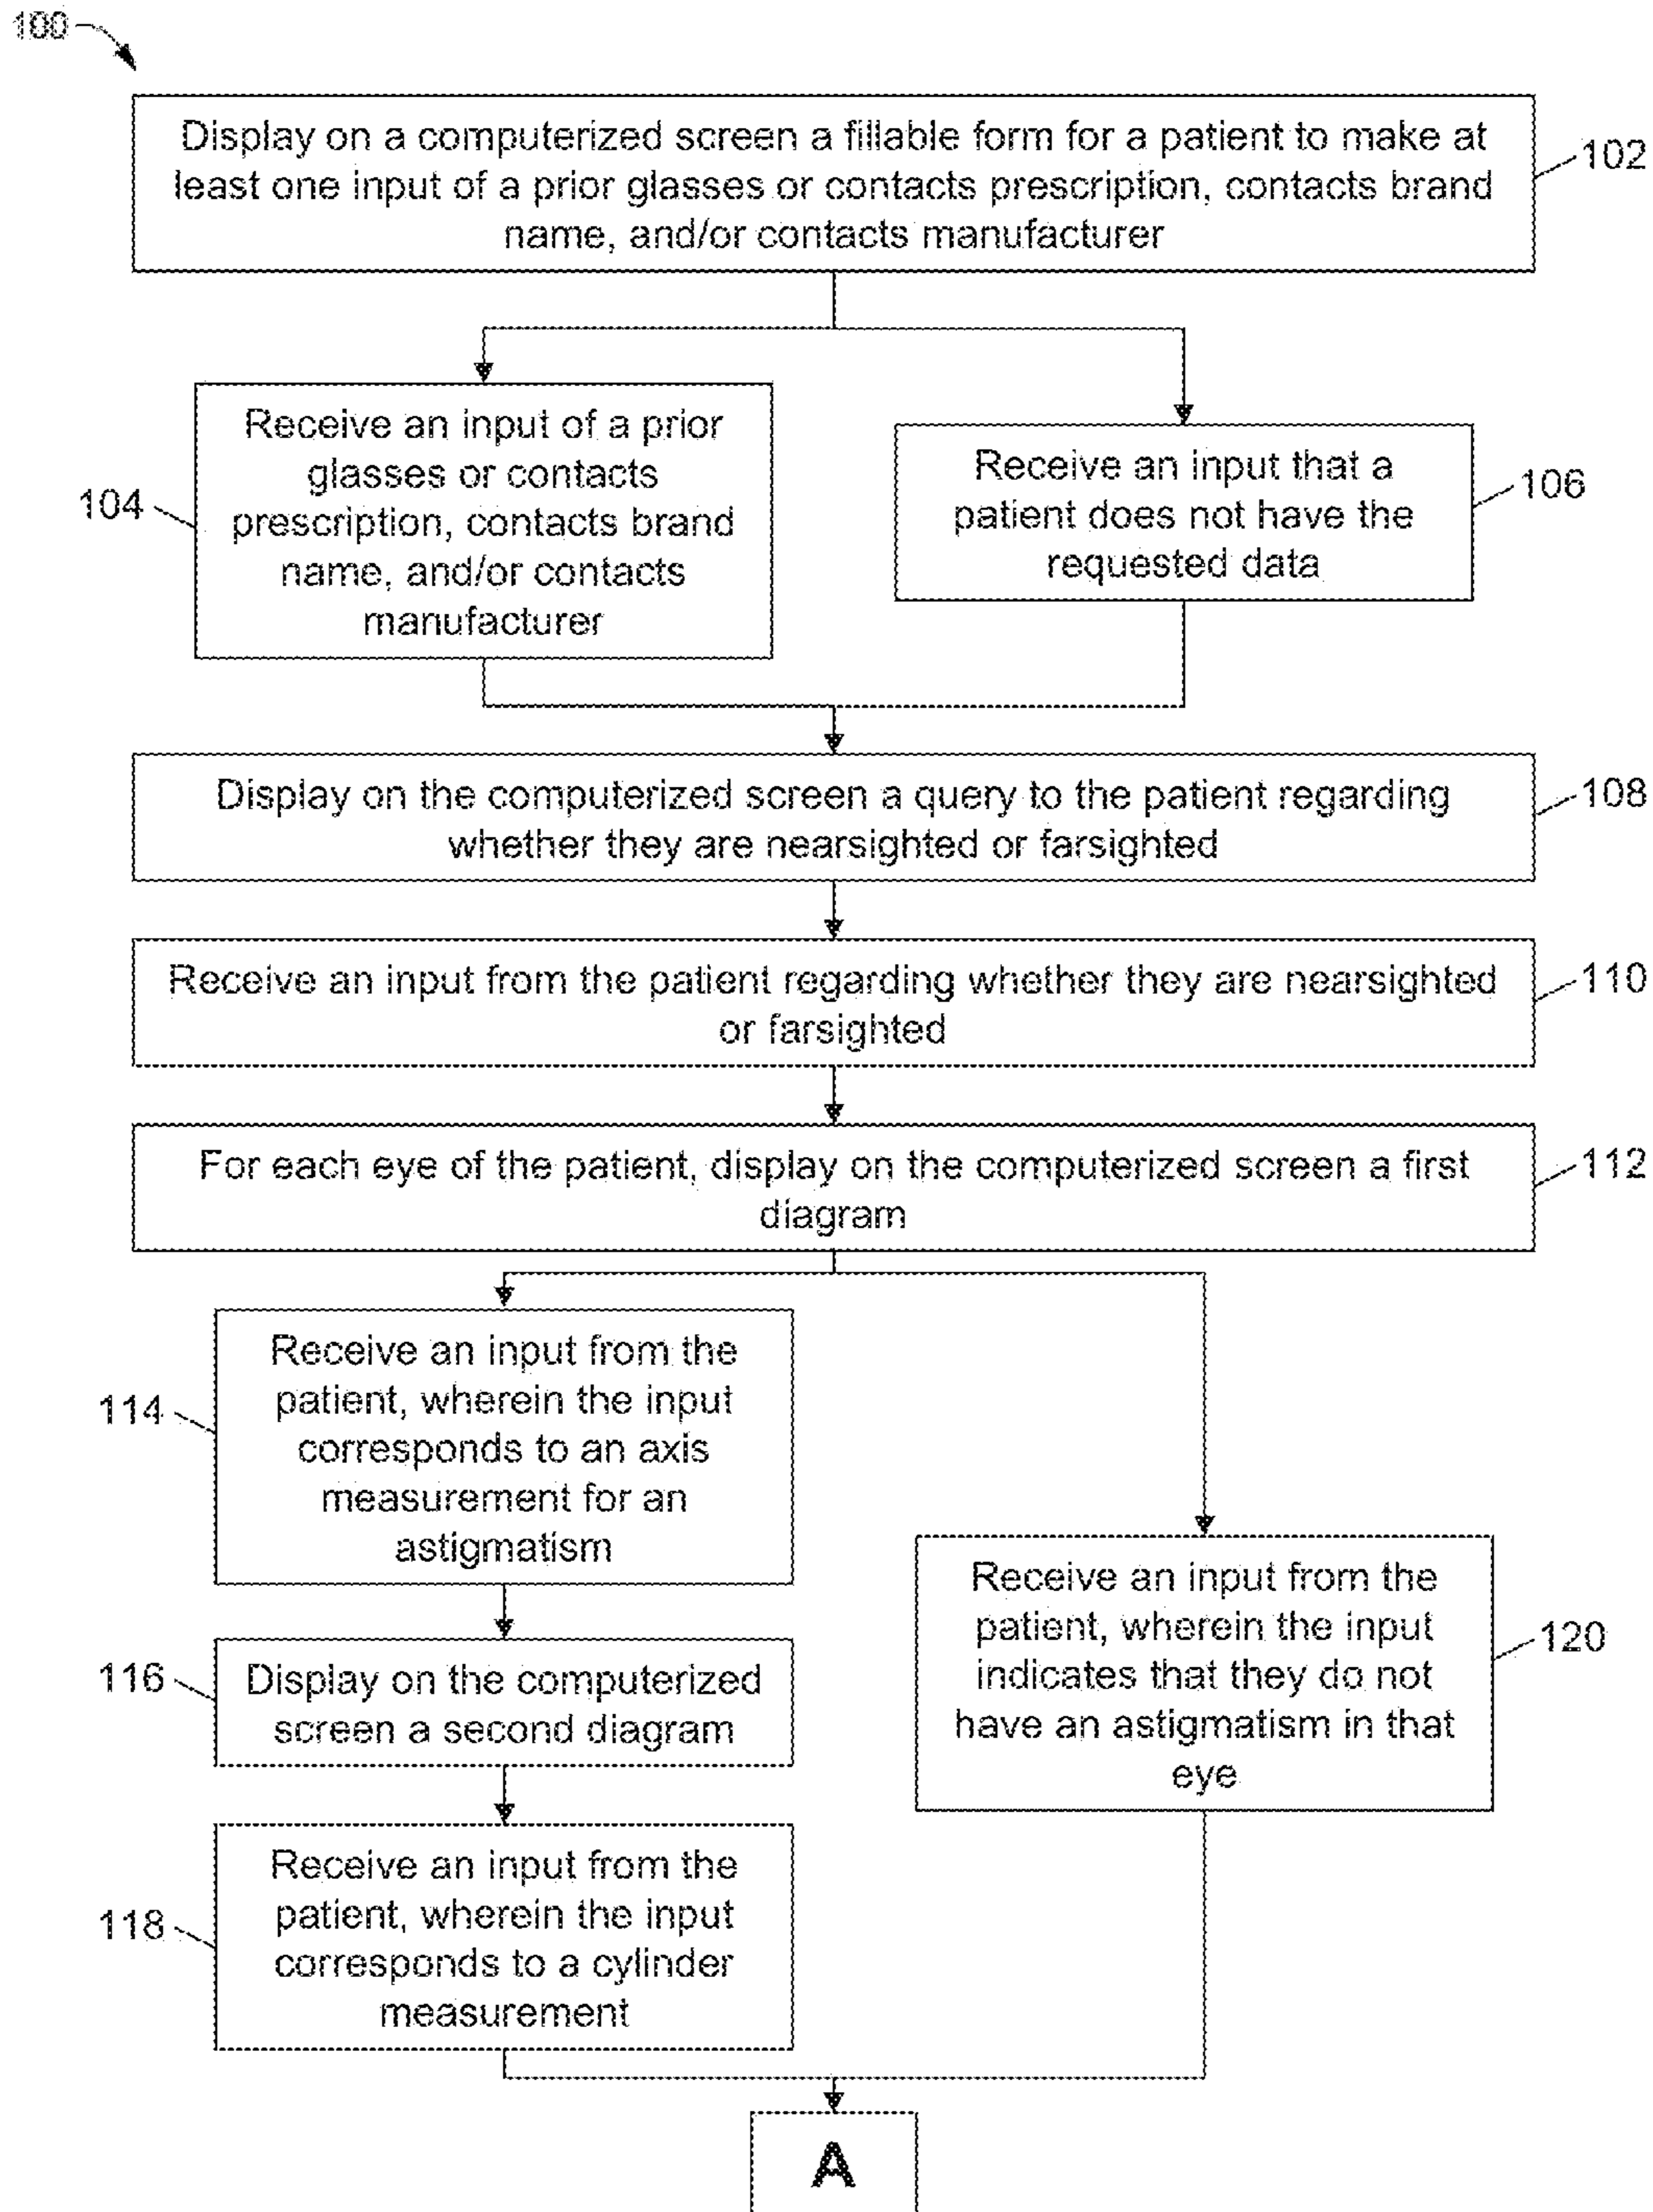 100
Display on a computerized screen a fillable form for a patient to make at
least one input of a prior glasses or contacts prescription, contacts brand
name, and/or contacts manufacturer
102
Receive an input of a prior
glasses or contacts
prescription, contacts brand
name, and/or contacts
manufacturer
104
Receive an input that a
patient does not have the
requested data
106
Display on the computerized screen a query to the patient regarding
whether they are nearsighted or farsighted
108
Receive an input from the patient regarding whether they are nearsighted
or farsighted
110
For each eye of the patient, display on the computerized screen a first
diagram
112
Receive an input from the
patient, wherein the input
corresponds to an axis
measurement for an
astigmatism
114
Display on the computerized
screen a second diagram
116
Receive an input from the
patient, wherein the input
corresponds to a cylinder
measurement
118
Receive an input from the
patient, wherein the input
indicates that they do not
have an astigmatism in that
eye
120
A